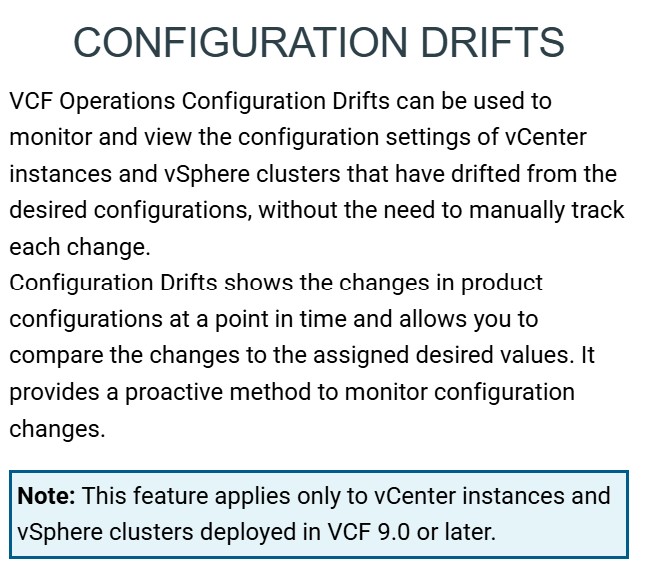 CONFIGURATION DRIFTS
VCF Operations Configuration Drifts can be used to
monitor and view the configuration settings of vCenter
instances and vSphere clusters that have drifted from the
desired configurations, without the need to manually track
each change.
Configuration Drifts shows the changes in product
configurations at a point in time and allows you to
compare the changes to the assigned desired values. It
provides a proactive method to monitor configuration
changes.
Note: This feature applies only to vCenter instances and
vSphere clusters deployed in VCF 9.0 or later.